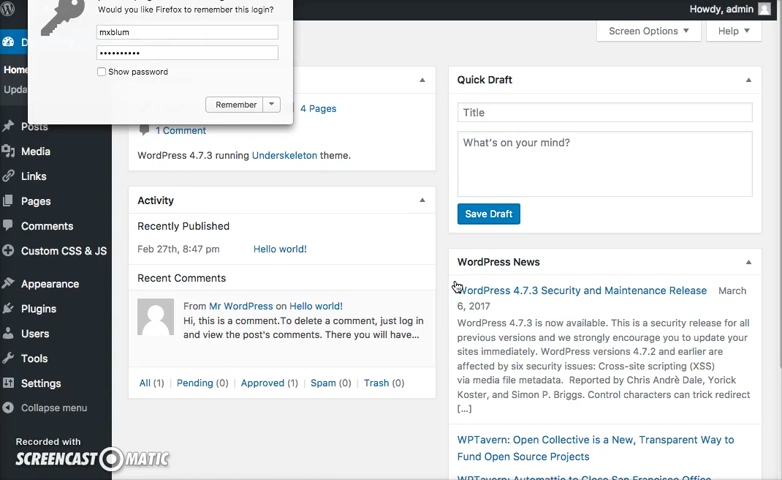 Howdy, admin
Would you like Firefox to remember this login?
mxblum
••••••••••
Show password
Remember
Screen Options
Help
D
Home
Upda
Posts
Media
Links
Pages
Comments
Custom CSS & JS
Appearance
Plugins
Users
Tools
Settings
Collapse menu
4 Pages
1 Comment
WordPress 4.7.3 running Underskeleton theme.
Activity
Recently Published
Feb 27th, 8:47 pm Hello world!
Recent Comments
From Mr WordPress on Hello world!
Hi, this is a comment.To delete a comment, just log in
and view the post's comments. There you will have...
All (1) Pending (0) Approved (1) Spam (0) Trash (0)
Quick Draft
Title
What's on your mind?
Save Draft
WordPress News
WordPress 4.7.3 Security and Maintenance Release March
6, 2017
WordPress 4.7.3 is now available. This is a security release for all
previous versions and we strongly encourage you to update your
sites immediately. WordPress versions 4.7.2 and earlier are
affected by six security issues: Cross-site scripting (XSS)
via media file metadata. Reported by Chris Andrè Dale, Yorick
Koster, and Simon P. Briggs. Control characters can trick redirect
[...]
WPTavern: Open Collective is a New, Transparent Way to
Fund Open Source Projects
WPTavern: Automattic to Close San Francisco Office
Recorded with
SCREENCAST MATIC